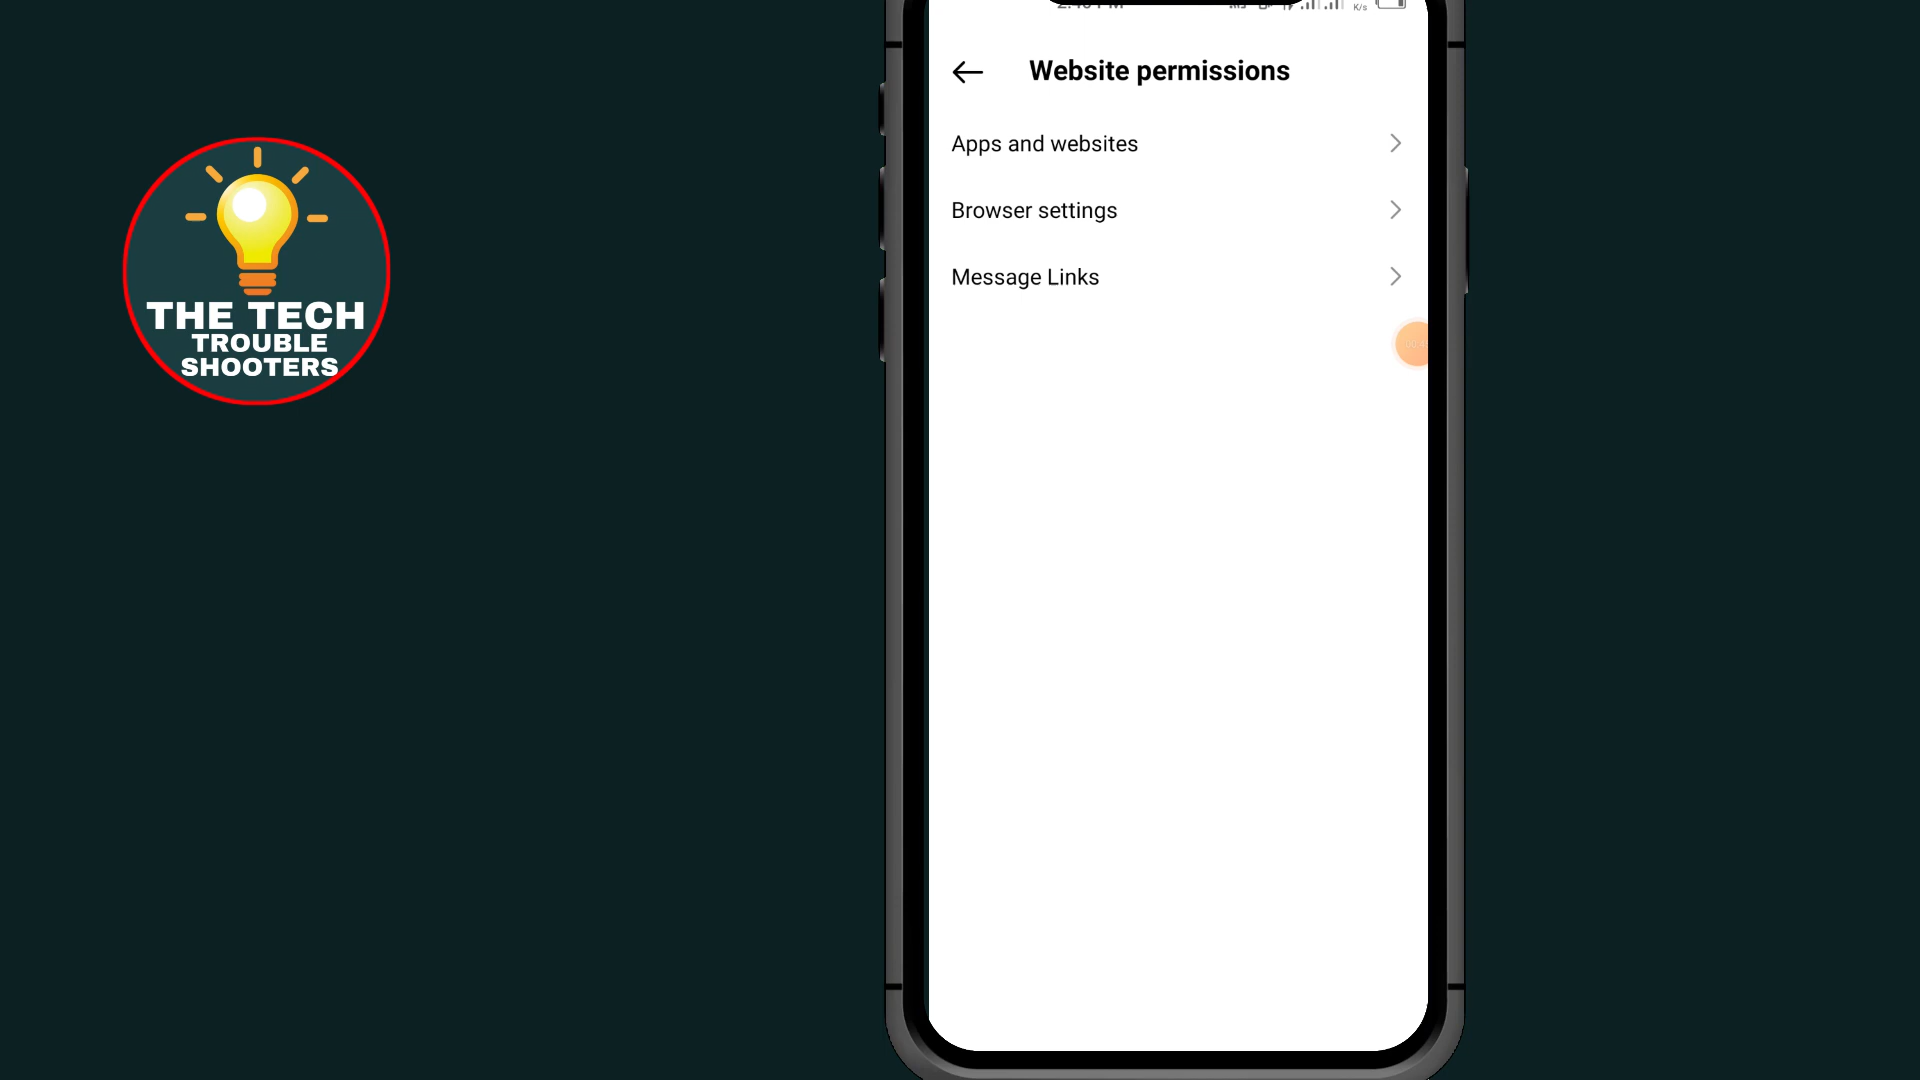 THE TECH
TROUBLE
SHOOTERS
K/s
Website permissions
Apps and websites
Browser settings
Message Links